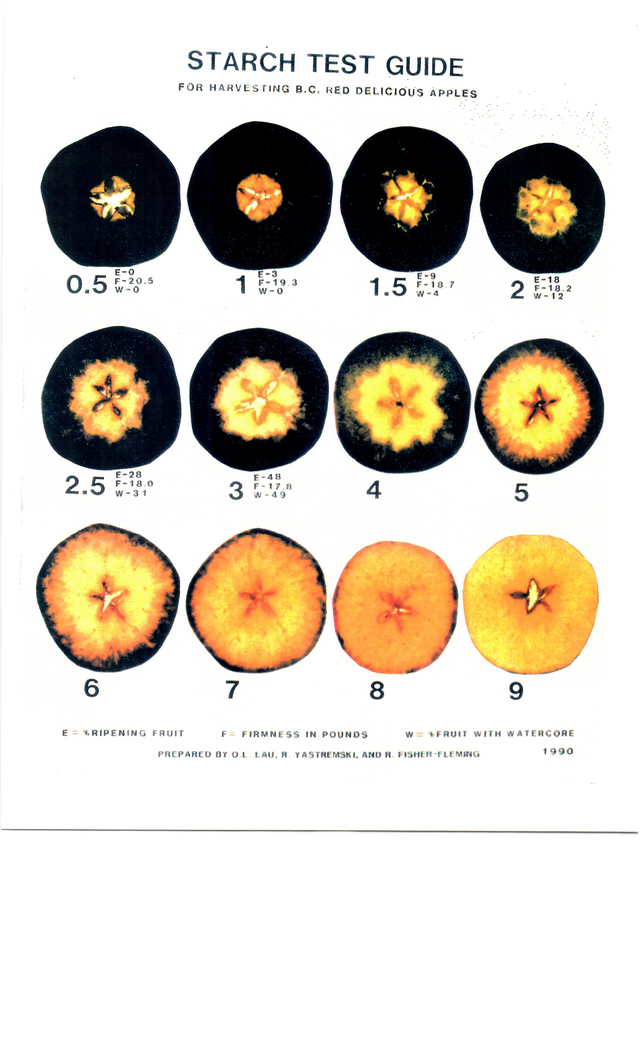 STARCH TEST GUIDE
FOR HARVESTING B.C. RED DELICIOUS APPLES
0.5 E-0
F-20.5
W-0
1 E-3
F-19.3
W-0
1.5 E-9
F-18.7
W-4
2 E-18
F-18.2
W-12
2.5 E-28
F-18.0
W-31
3 E-48
F-17.8
W-49
4
5
6
7
8
9
E = %RIPENING FRUIT F = FIRMNESS IN POUNDS W = %FRUIT WITH WATERCORE
PREPARED BY O.L. LAU, R. YASTREMSKI, AND R. FISHER-FLEMING 1990